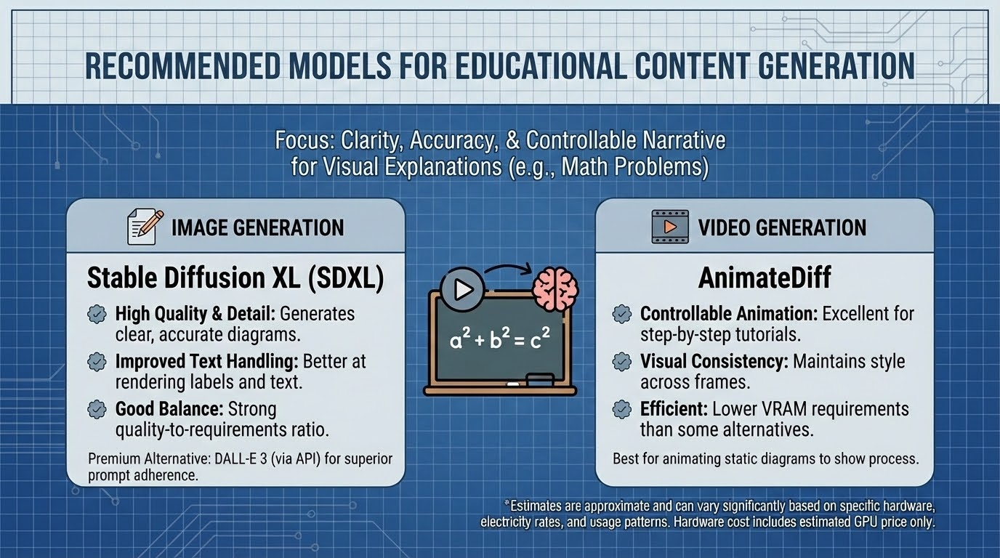 RECOMMENDED MODELS FOR EDUCATIONAL CONTENT GENERATION
Focus: Clarity, Accuracy, & Controllable Narrative
for Visual Explanations (e.g., Math Problems)
IMAGE GENERATION
Stable Diffusion XL (SDXL)
High Quality & Detail: Generates
clear, accurate diagrams.
Improved Text Handling: Better at
rendering labels and text.
Good Balance: Strong
quality-to-requirements ratio.
Premium Alternative: DALL-E 3 (via API) for superior
prompt adherence.
a² + b² = c²
VIDEO GENERATION
AnimateDiff
Controllable Animation: Excellent for
step-by-step tutorials.
Visual Consistency: Maintains style
across frames.
Efficient: Lower VRAM requirements
than some alternatives.
Best for animating static diagrams to show process.
*Estimates are approximate and can vary significantly based on specific hardware,
electricity rates, and usage patterns. Hardware cost includes estimated GPU price only.